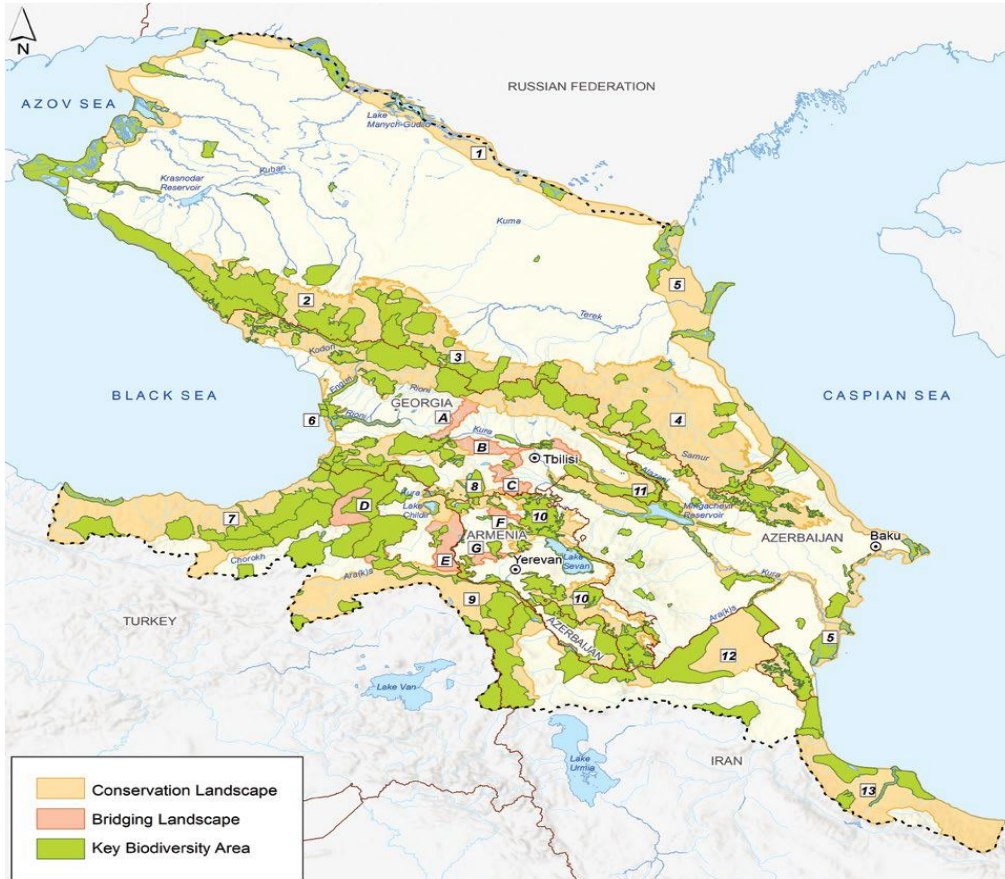 N
RUSSIAN FEDERATION
AZOV SEA
Lake
Manych-Gudilo
1
Kuban
Krasnodar
Reservoir
Kuma
5
2
Terek
Kodori
3
BLACK SEA
CASPIAN SEA
Enguri
Rioni
GEORGIA
6
Rioni
A
4
Kura
Samur
B
Tbilisi
Alazani
8
C
11
Kura
Mingachevir
Reservoir
7
D
Lake
Childir
F
10
ARMENIA
AZERBAIJAN
Baku
Chorokh
G
Lake
Sevan
E
Yerevan
Kura
Ara(k)s
9
10
Ara(k)s
TURKEY
AZERBAIJAN
5
12
Lake Van
Lake
Urmia
IRAN
13
Conservation Landscape
Bridging Landscape
Key Biodiversity Area